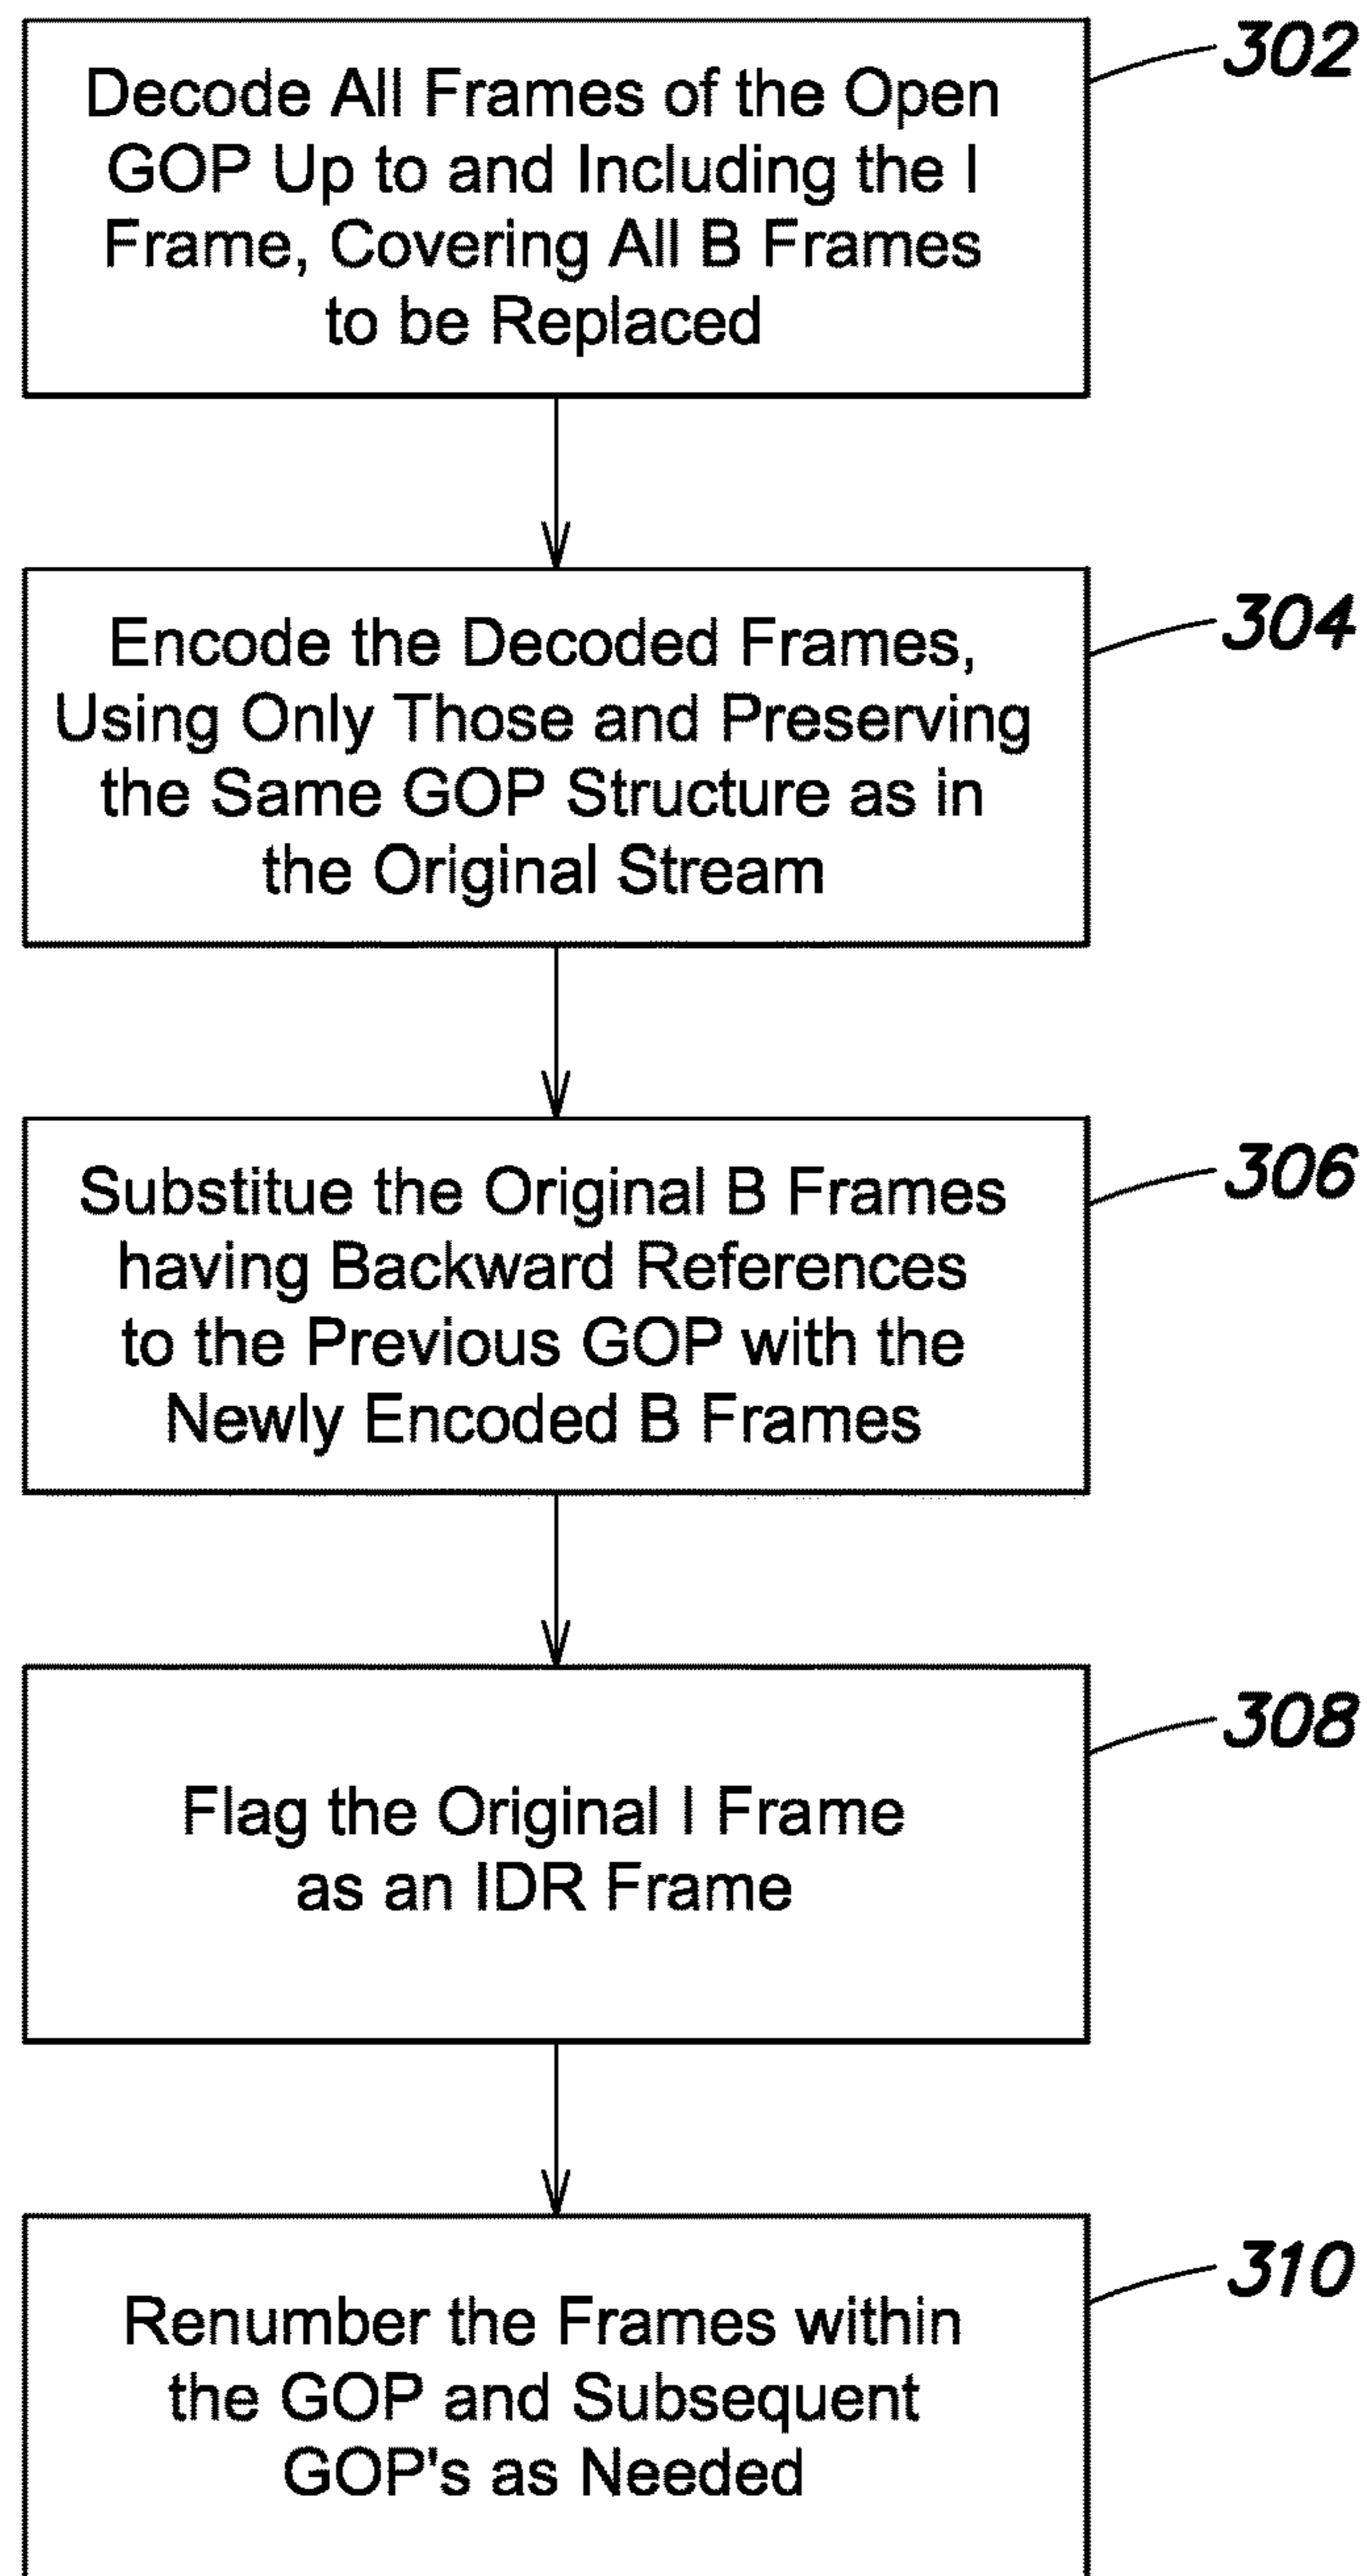 302
Decode All Frames of the Open
GOP Up to and Including the I
Frame, Covering All B Frames
to be Replaced
304
Encode the Decoded Frames,
Using Only Those and Preserving
the Same GOP Structure as in
the Original Stream
306
Substitue the Original B Frames
having Backward References
to the Previous GOP with the
Newly Encoded B Frames
308
Flag the Original I Frame
as an IDR Frame
310
Renumber the Frames within
the GOP and Subsequent
GOP's as Needed